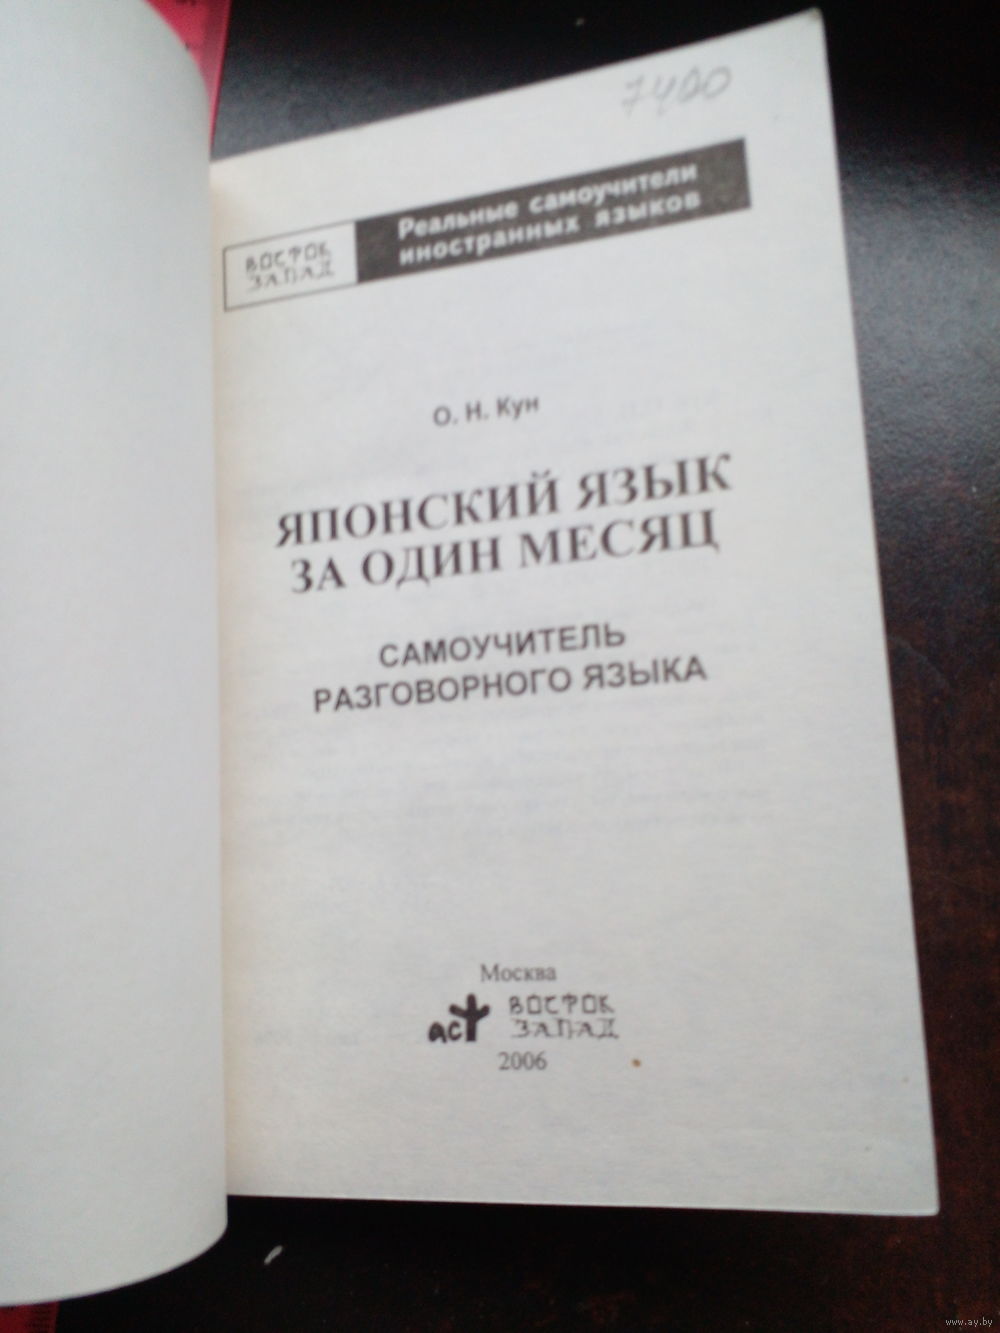 7400
Реальные самоучители
иностранных языков
ВОСТОК
ЗАПАД
О. Н. Кун
ЯПОНСКИЙ ЯЗЫК
ЗА ОДИН МЕСЯЦ
САМОУЧИТЕЛЬ
РАЗГОВОРНОГО ЯЗЫКА
Москва
АСТ
ВОСТОК
ЗАПАД
2006
www.ay.by